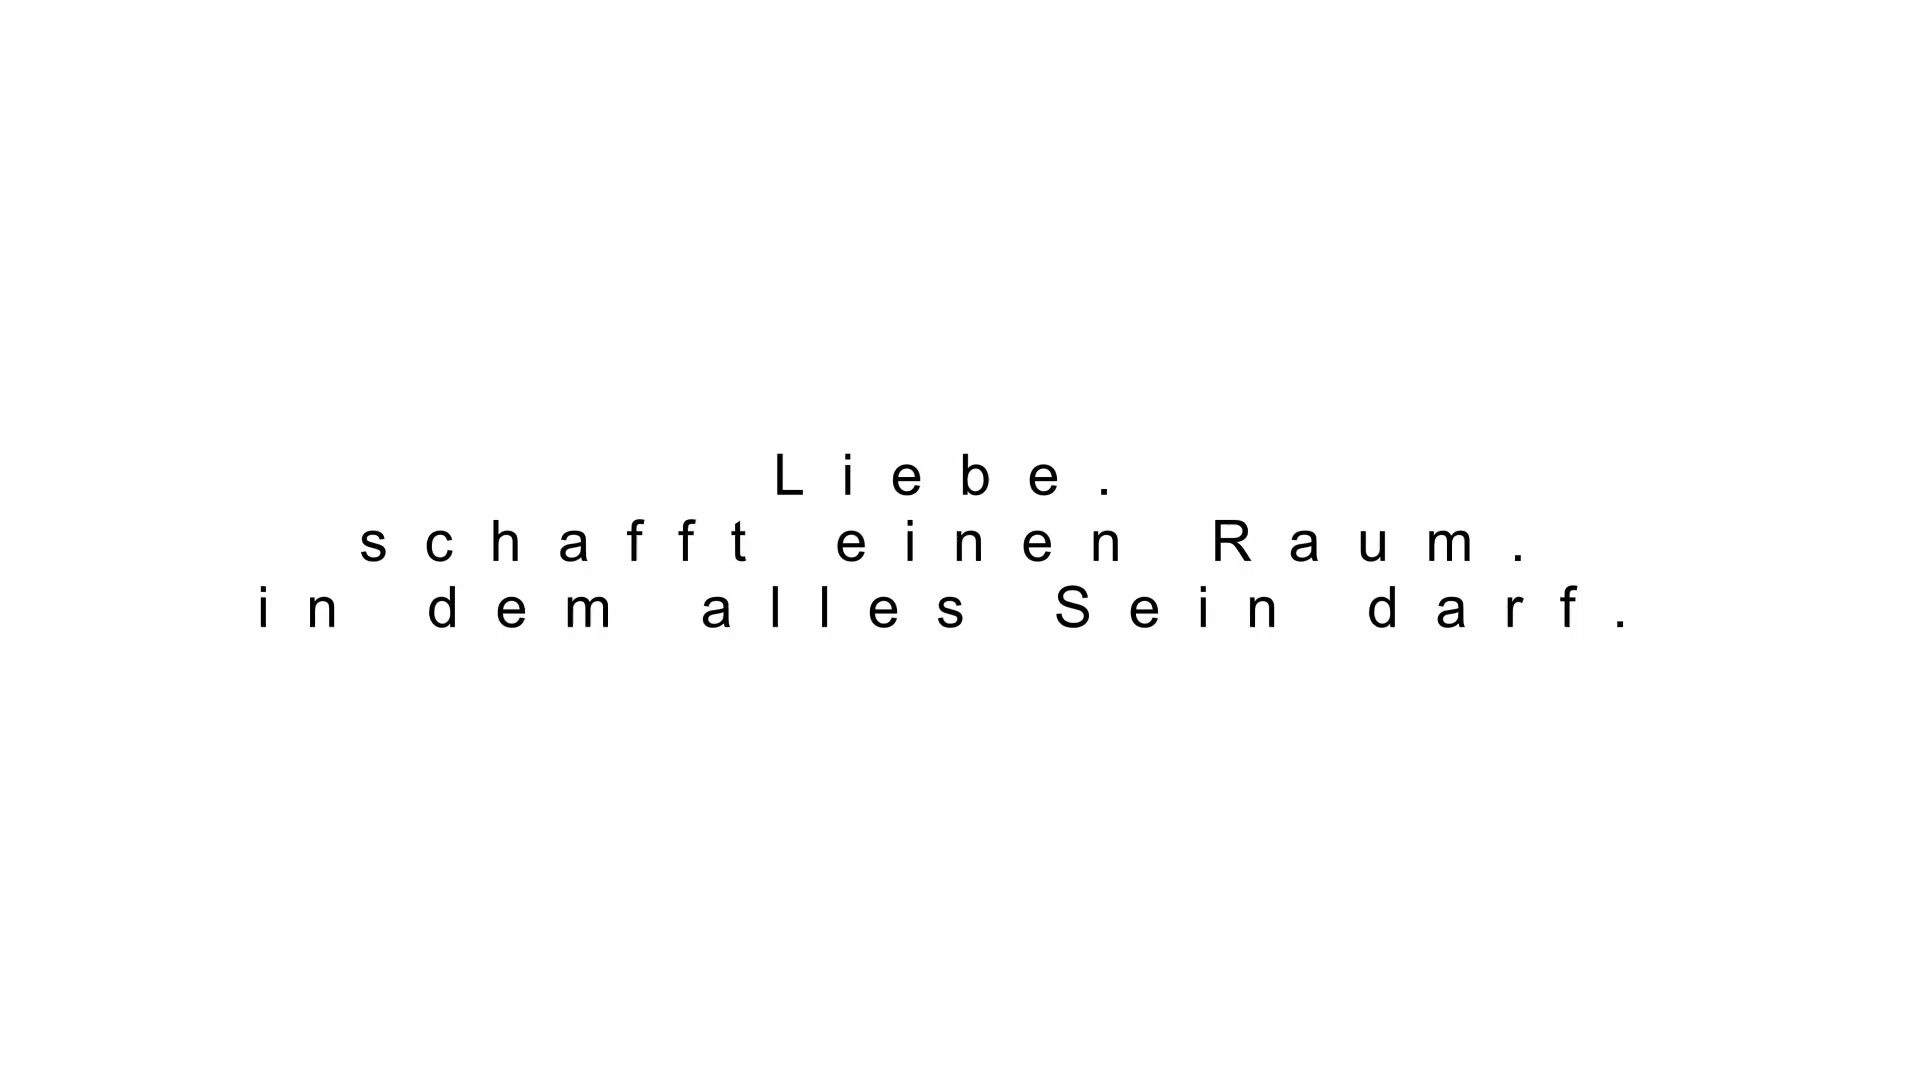 Liebe.
schafft einen Raum.
in dem alles Sein darf.